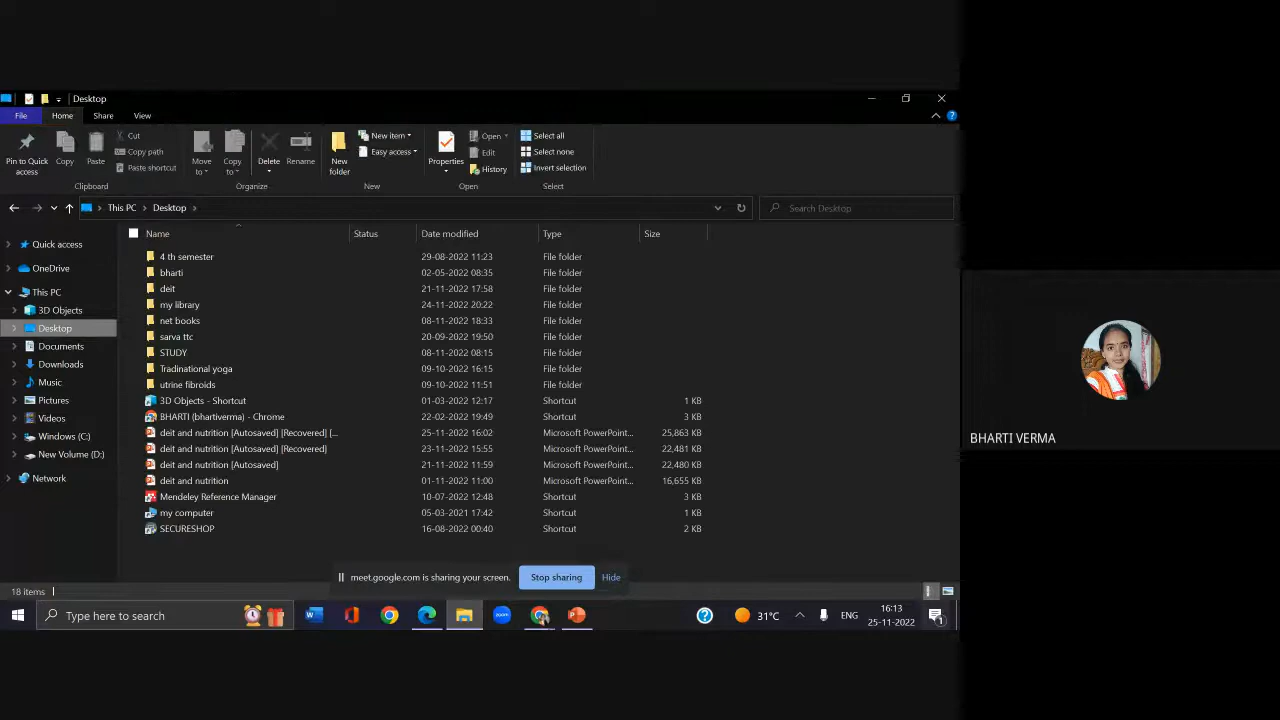 Desktop
File Home Share View
Pin to Quick access
Copy
Paste
Cut
Copy path
Paste shortcut
Clipboard
Move to
Copy to
Delete
Rename
Organize
New folder
New item
Easy access
New
Properties
Open
Edit
History
Open
Select all
Select none
Invert selection
Select
This PC > Desktop >
Search Desktop
Name Status Date modified Type Size
Quick access
OneDrive
This PC
3D Objects
Desktop
Documents
Downloads
Music
Pictures
Videos
Windows (C:)
New Volume (D:)
Network
4 th semester 29-08-2022 11:23 File folder
bharti 02-05-2022 08:35 File folder
deit 21-11-2022 17:58 File folder
my library 24-11-2022 20:22 File folder
net books 08-11-2022 18:33 File folder
sarva ttc 20-09-2022 19:50 File folder
STUDY 08-11-2022 08:15 File folder
Tradinational yoga 09-10-2022 16:15 File folder
utrine fibroids 09-10-2022 11:51 File folder
3D Objects - Shortcut 01-03-2022 12:17 Shortcut 1 KB
BHARTI (bhartiverma) - Chrome 22-02-2022 19:49 Shortcut 3 KB
deit and nutrition [Autosaved] [Recovered] [... 25-11-2022 16:02 Microsoft PowerPoint... 25,863 KB
deit and nutrition [Autosaved] [Recovered] 23-11-2022 15:55 Microsoft PowerPoint... 22,481 KB
deit and nutrition [Autosaved] 21-11-2022 11:59 Microsoft PowerPoint... 22,480 KB
deit and nutrition 01-11-2022 11:00 Microsoft PowerPoint... 16,655 KB
Mendeley Reference Manager 10-07-2022 12:48 Shortcut 3 KB
my computer 05-03-2021 17:42 Shortcut 1 KB
SECURESHOP 16-08-2022 00:40 Shortcut 2 KB
meet.google.com is sharing your screen. Stop sharing Hide
18 items
Type here to search
31°C ENG
16:13
25-11-2022
BHARTI VERMA